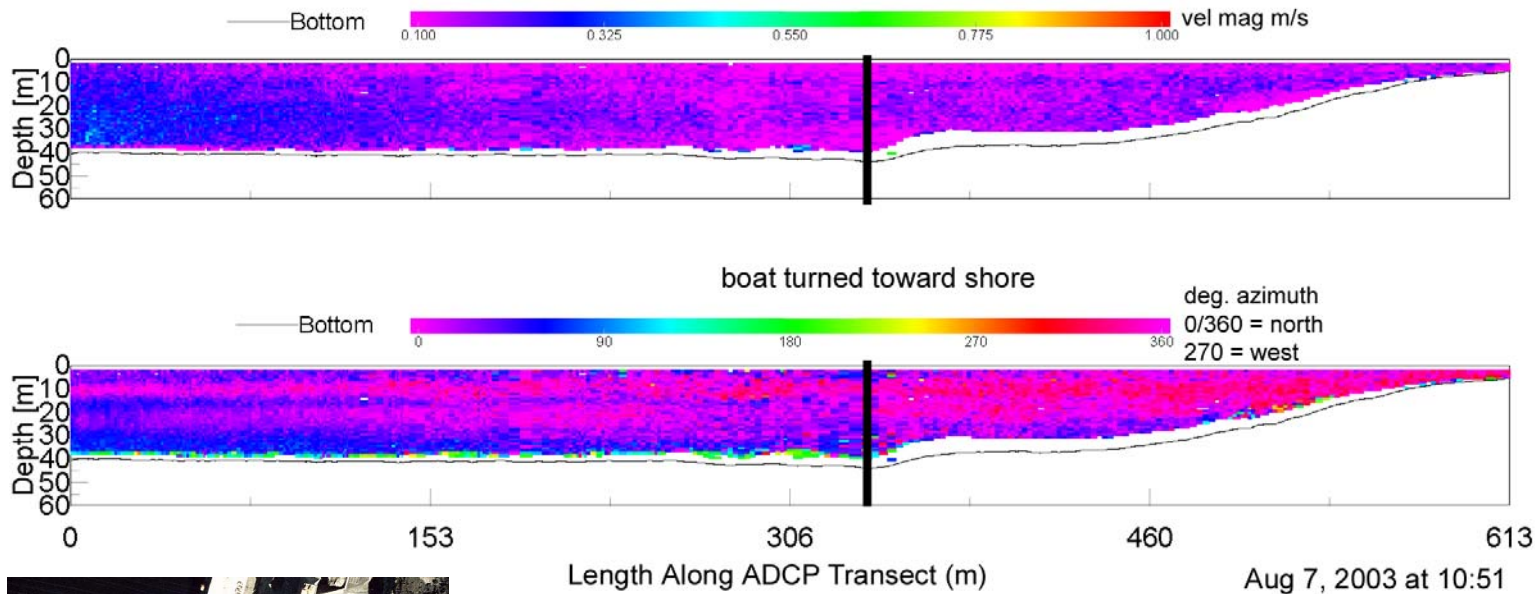 Bottom
vel mag m/s
0.100 0.325 0.550 0.775 1.000
Depth [m]
0
10
20
30
40
50
60
boat turned toward shore
Bottom
deg. azimuth
0/360 = north
270 = west
0 90 180 270 360
Depth [m]
0
10
20
30
40
50
60
0 153 306 460 613
Length Along ADCP Transect (m)
Aug 7, 2003 at 10:51